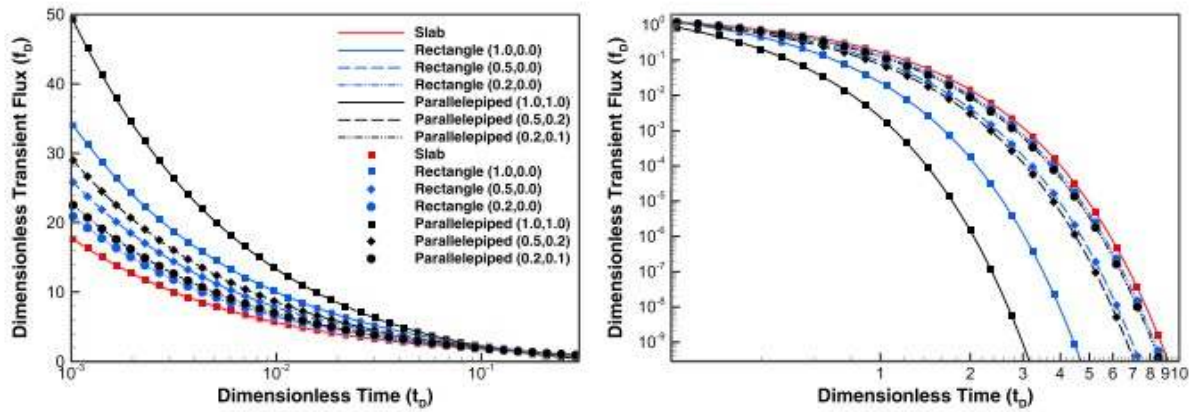 50
40
30
20
10
0
Dimensionless Transient Flux (f_D)
Slab
Rectangle (1.0,0.0)
Rectangle (0.5,0.0)
Rectangle (0.2,0.0)
Parallelepiped (1.0,1.0)
Parallelepiped (0.5,0.2)
Parallelepiped (0.2,0.1)
Slab
Rectangle (1.0,0.0)
Rectangle (0.5,0.0)
Rectangle (0.2,0.0)
Parallelepiped (1.0,1.0)
Parallelepiped (0.5,0.2)
Parallelepiped (0.2,0.1)
10⁻³ 10⁻² 10⁻¹
Dimensionless Time (t_D)
10⁰
10⁻¹
10⁻²
10⁻³
10⁻⁴
10⁻⁵
10⁻⁶
10⁻⁷
10⁻⁸
10⁻⁹
Dimensionless Transient Flux (f_D)
1 2 3 4 5 6 7 8 9 10
Dimensionless Time (t_D)